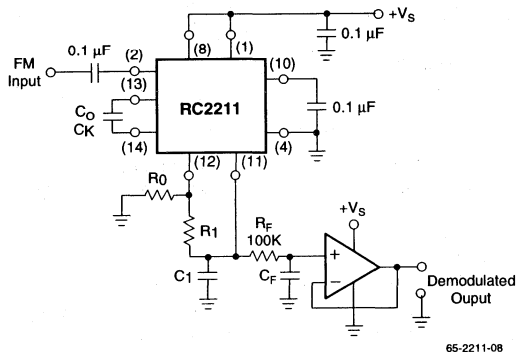 +VS
0.1 µF
(8)
(1)
0.1 µF
(2)
(10)
FM
Input
(13)
RC2211
0.1 µF
CO
CK
(14)
(4)
(12)
(11)
R0
R1
RF
100K
+VS
C1
CF
+
−
Demodulated
Ouput
65-2211-08